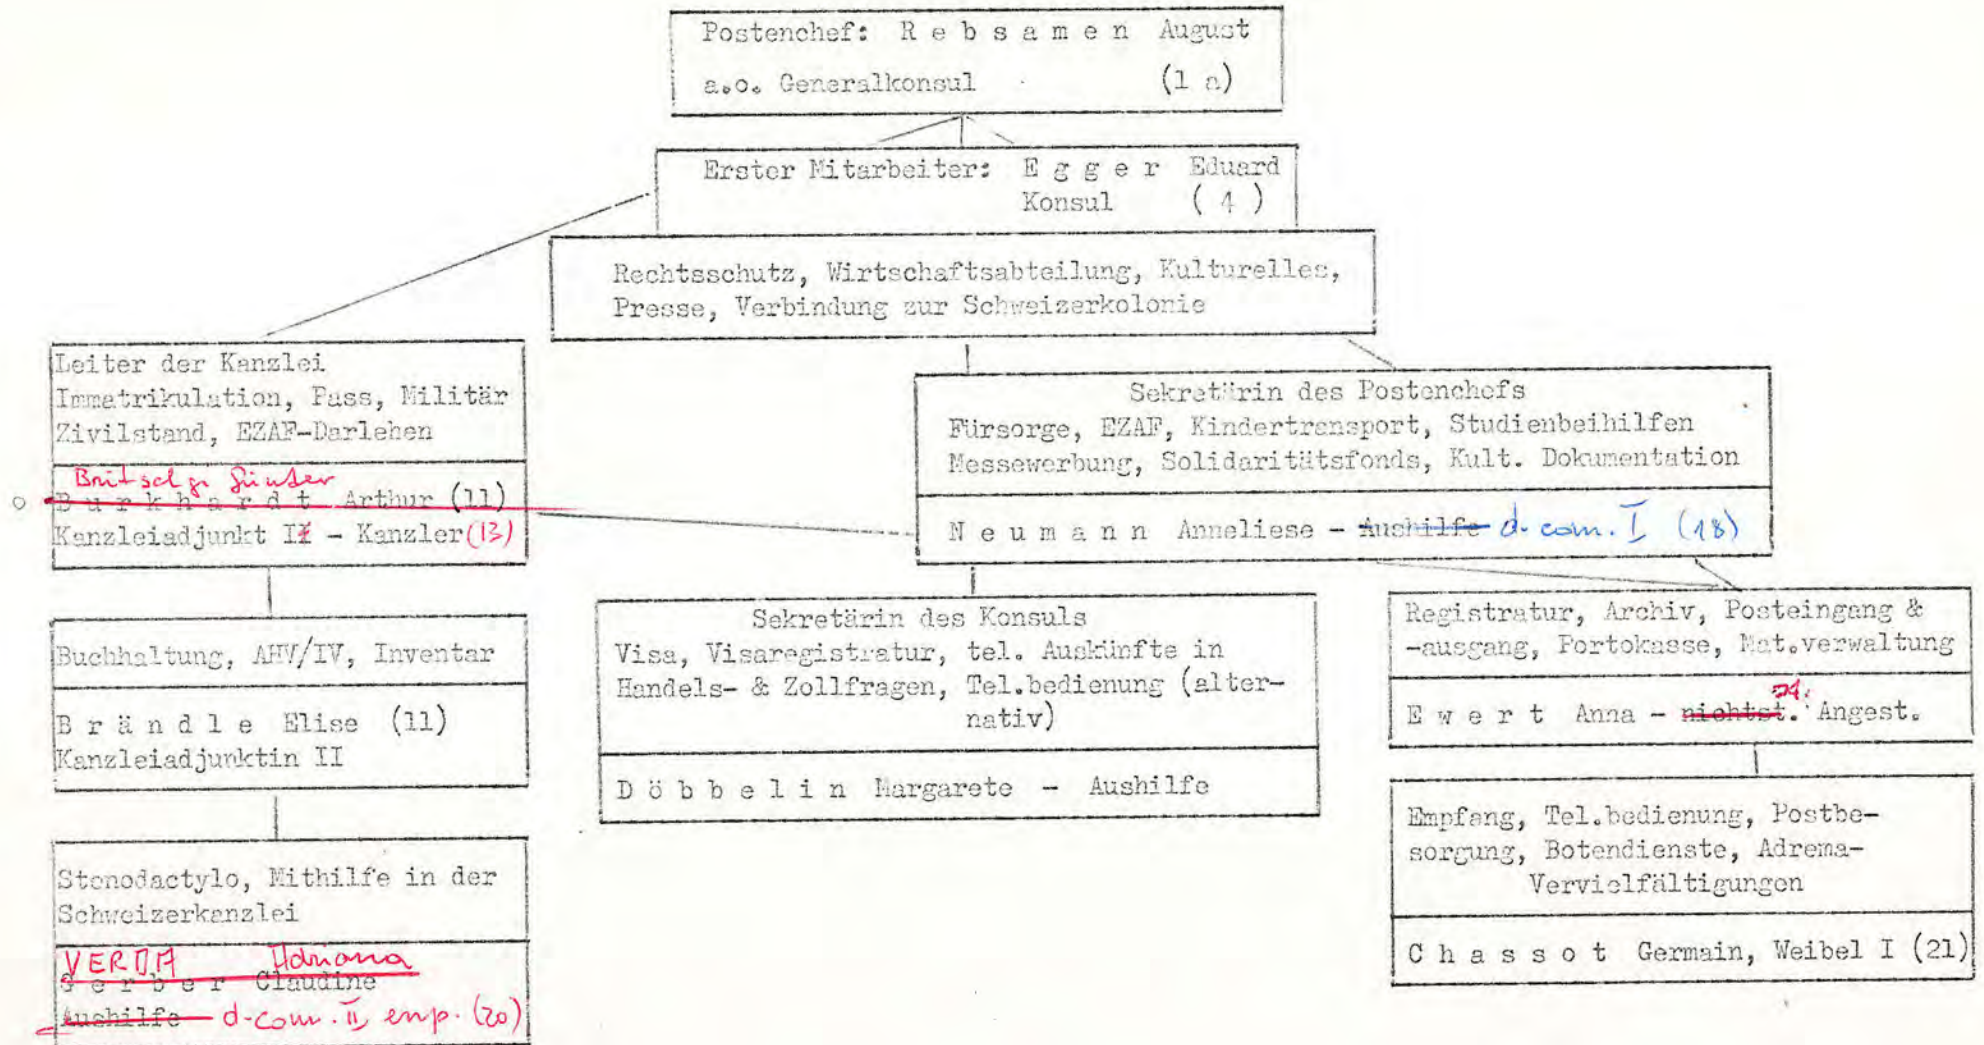 Postenchef: R e b s a m e n August
a.o. Generalkonsul (1 a)
Erster Mitarbeiter: E g g e r Eduard
Konsul ( 4 )
Rechtsschutz, Wirtschaftsabteilung, Kulturelles,
Presse, Verbindung zur Schweizerkolonie
Leiter der Kanzlei
Immatrikulation, Pass, Militär
Zivilstand, EZAF-Darlehen
B u r k h a r d t Arthur (11)
Kanzleiadjunkt II - Kanzler (13)
Buchhaltung, AHV/IV, Inventar
B r ä n d l e Elise (11)
Kanzleiadjunktin II
Stenodactylo, Mithilfe in der
Schweizerkanzlei
Adriana
G e r b e r Claudine
Aushilfe d-com. II, emp. (20)
Sekretärin des Postenchefs
Fürsorge, EZAF, Kindertransport, Studienbeihilfen
Messewerbung, Solidaritätsfonds, Kult. Dokumentation
N e u m a n n Anneliese - Aushilfe d. com. I (18)
Sekretärin des Konsuls
Visa, Visaregistratur, tel. Auskünfte in
Handels- & Zollfragen, Tel.bedienung (alter-
nativ)
D ö b b e l i n Margarete - Aushilfe
Registratur, Archiv, Posteingang &
-ausgang, Portokasse, Mat.verwaltung
E w e r t Anna - nichtst. Angest.
Empfang, Tel.bedienung, Postbe-
sorgung, Botendienste, Adrema-
Vervielfältigungen
C h a s s o t Germain, Weibel I (21)